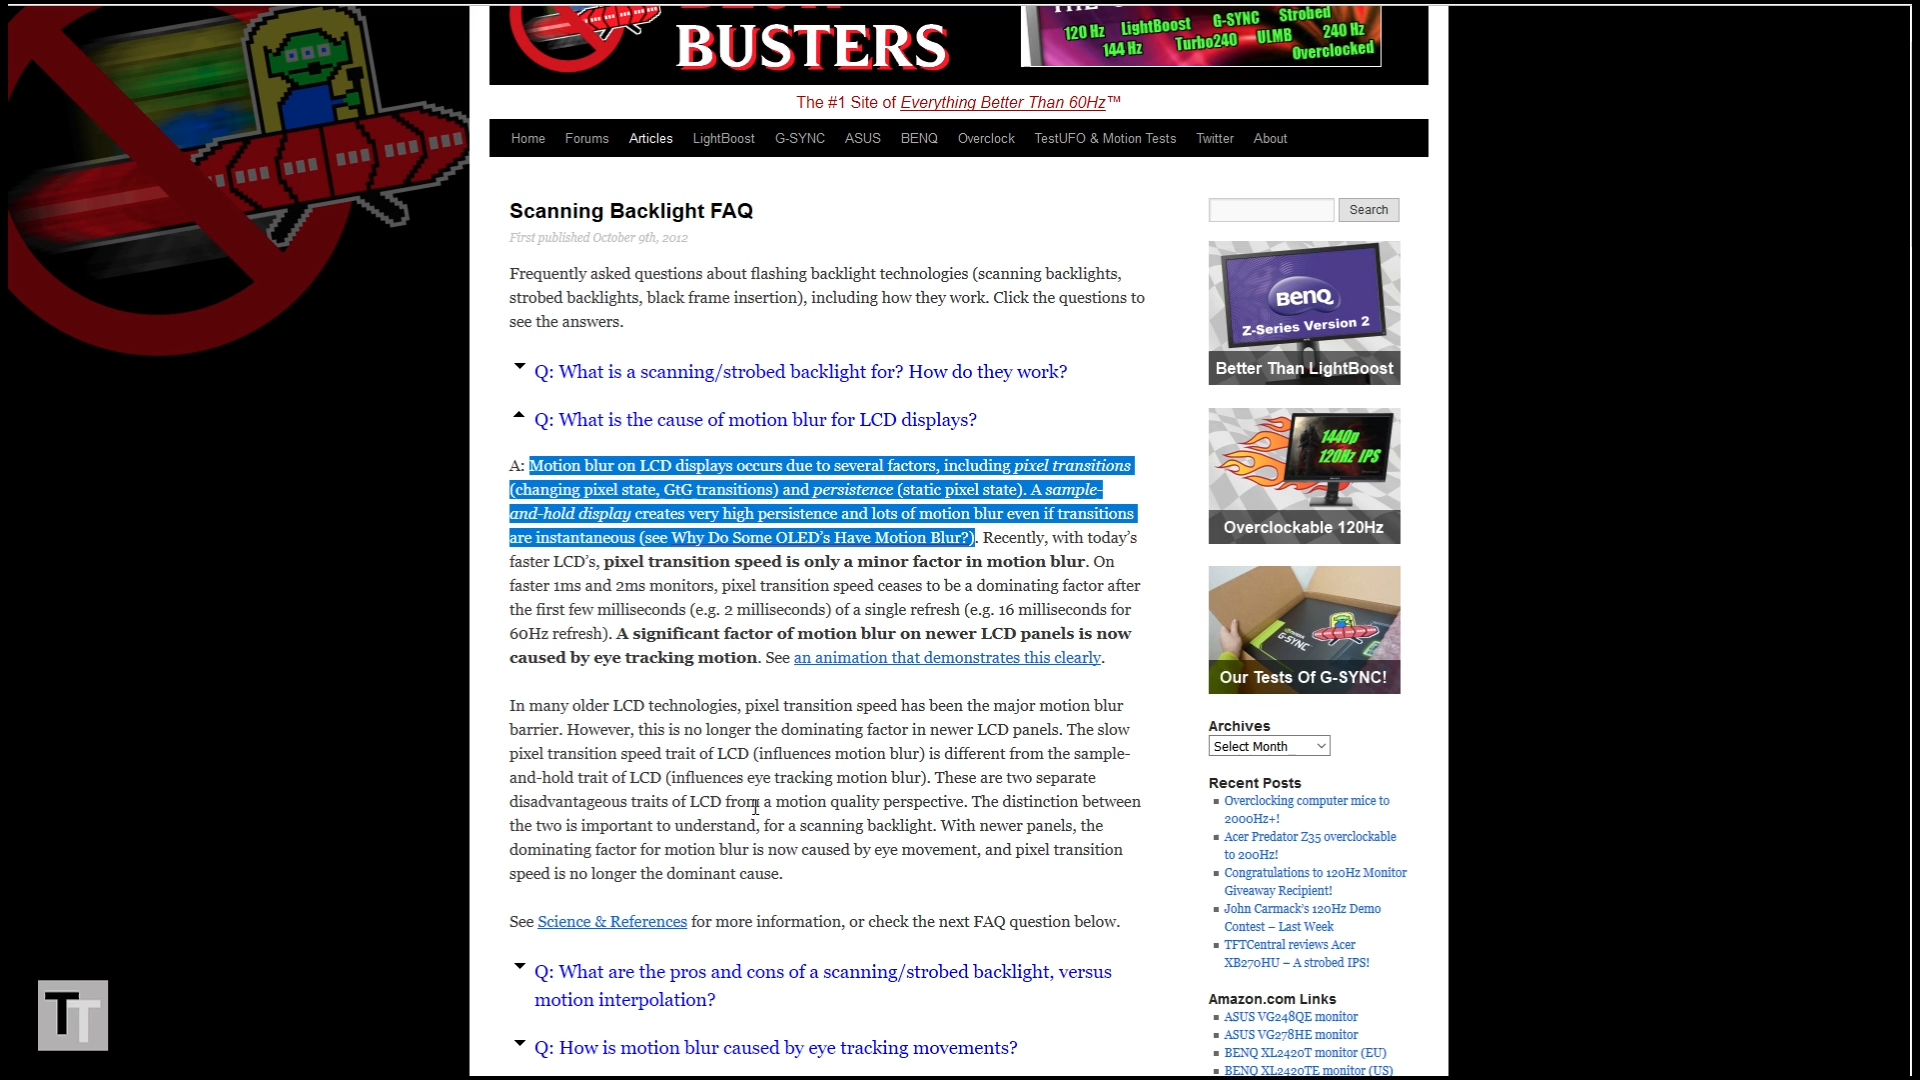 BUSTERS
120 Hz LightBoost G-SYNC Strobed
144 Hz Turbo240 ULMB 240 Hz
Overclocked
The #1 Site of Everything Better Than 60Hz™
Home Forums Articles LightBoost G-SYNC ASUS BENQ Overclock TestUFO & Motion Tests Twitter About
Scanning Backlight FAQ
First published October 9th, 2012
Frequently asked questions about flashing backlight technologies (scanning backlights,
strobed backlights, black frame insertion), including how they work. Click the questions to
see the answers.
Q: What is a scanning/strobed backlight for? How do they work?
Q: What is the cause of motion blur for LCD displays?
A: Motion blur on LCD displays occurs due to several factors, including pixel transitions
(changing pixel state, GtG transitions) and persistence (static pixel state). A sample-
and-hold display creates very high persistence and lots of motion blur even if transitions
are instantaneous (see Why Do Some OLED’s Have Motion Blur?). Recently, with today’s
faster LCD’s, pixel transition speed is only a minor factor in motion blur. On
faster 1ms and 2ms monitors, pixel transition speed ceases to be a dominating factor after
the first few milliseconds (e.g. 2 milliseconds) of a single refresh (e.g. 16 milliseconds for
60Hz refresh). A significant factor of motion blur on newer LCD panels is now
caused by eye tracking motion. See an animation that demonstrates this clearly.
In many older LCD technologies, pixel transition speed has been the major motion blur
barrier. However, this is no longer the dominating factor in newer LCD panels. The slow
pixel transition speed trait of LCD (influences motion blur) is different from the sample-
and-hold trait of LCD (influences eye tracking motion blur). These are two separate
disadvantageous traits of LCD from a motion quality perspective. The distinction between
the two is important to understand, for a scanning backlight. With newer panels, the
dominating factor for motion blur is now caused by eye movement, and pixel transition
speed is no longer the dominant cause.
See Science & References for more information, or check the next FAQ question below.
Q: What are the pros and cons of a scanning/strobed backlight, versus
motion interpolation?
Q: How is motion blur caused by eye tracking movements?
Search
BenQ
Z-Series Version 2
Better Than LightBoost
1440p
120Hz IPS
Overclockable 120Hz
G-SYNC
Our Tests Of G-SYNC!
Archives
Select Month
Recent Posts
Overclocking computer mice to
2000Hz+!
Acer Predator Z35 overclockable
to 200Hz!
Congratulations to 120Hz Monitor
Giveaway Recipient!
John Carmack’s 120Hz Demo
Contest – Last Week
TFTCentral reviews Acer
XB270HU – A strobed IPS!
Amazon.com Links
ASUS VG248QE monitor
ASUS VG278HE monitor
BENQ XL2420T monitor (EU)
BENQ XL2420TE monitor (US)
TT